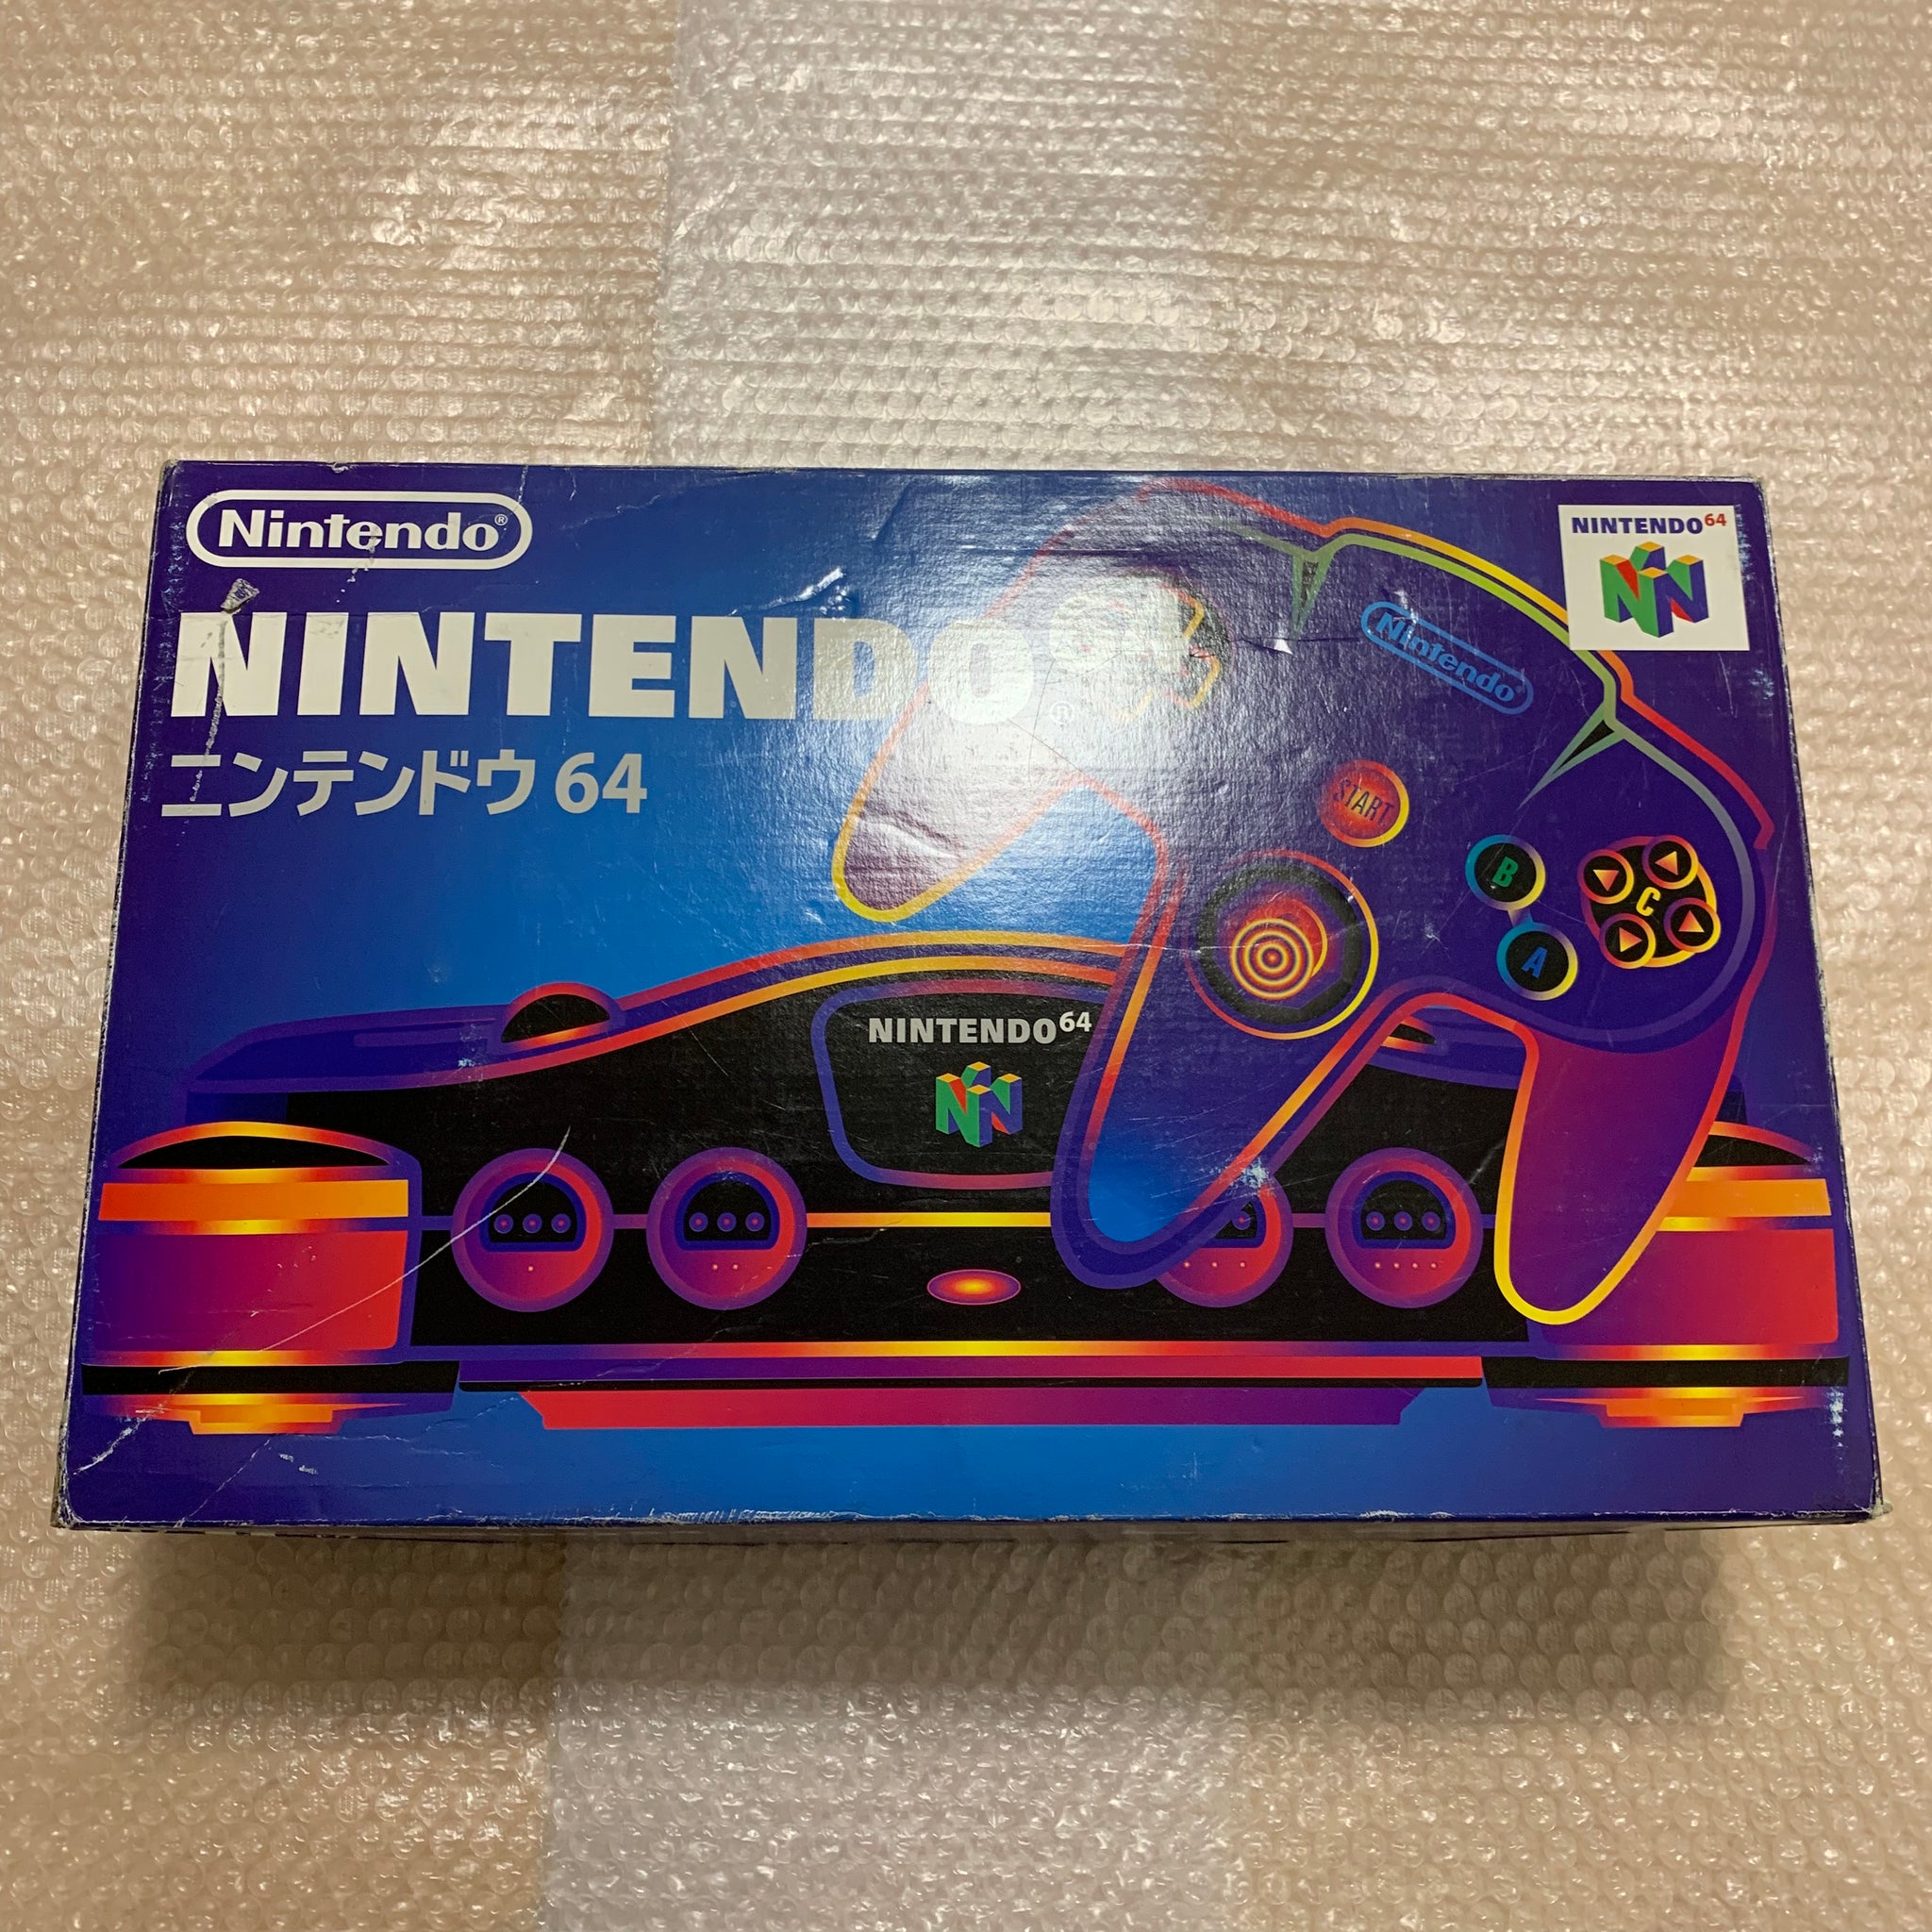 Nintendo®
NINTENDO
®
ニンテンドウ 64
NINTENDO64
Nintendo
START
B
A
C
NINTENDO64